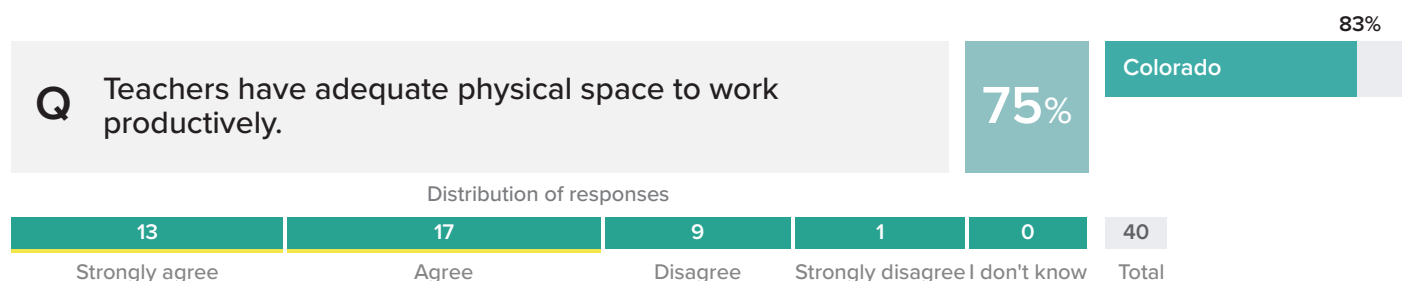 83%
Q
Teachers have adequate physical space to work
productively.
75%
Colorado
Distribution of responses
13 17 9 1 0 40
Strongly agree Agree Disagree Strongly disagree I don't know Total